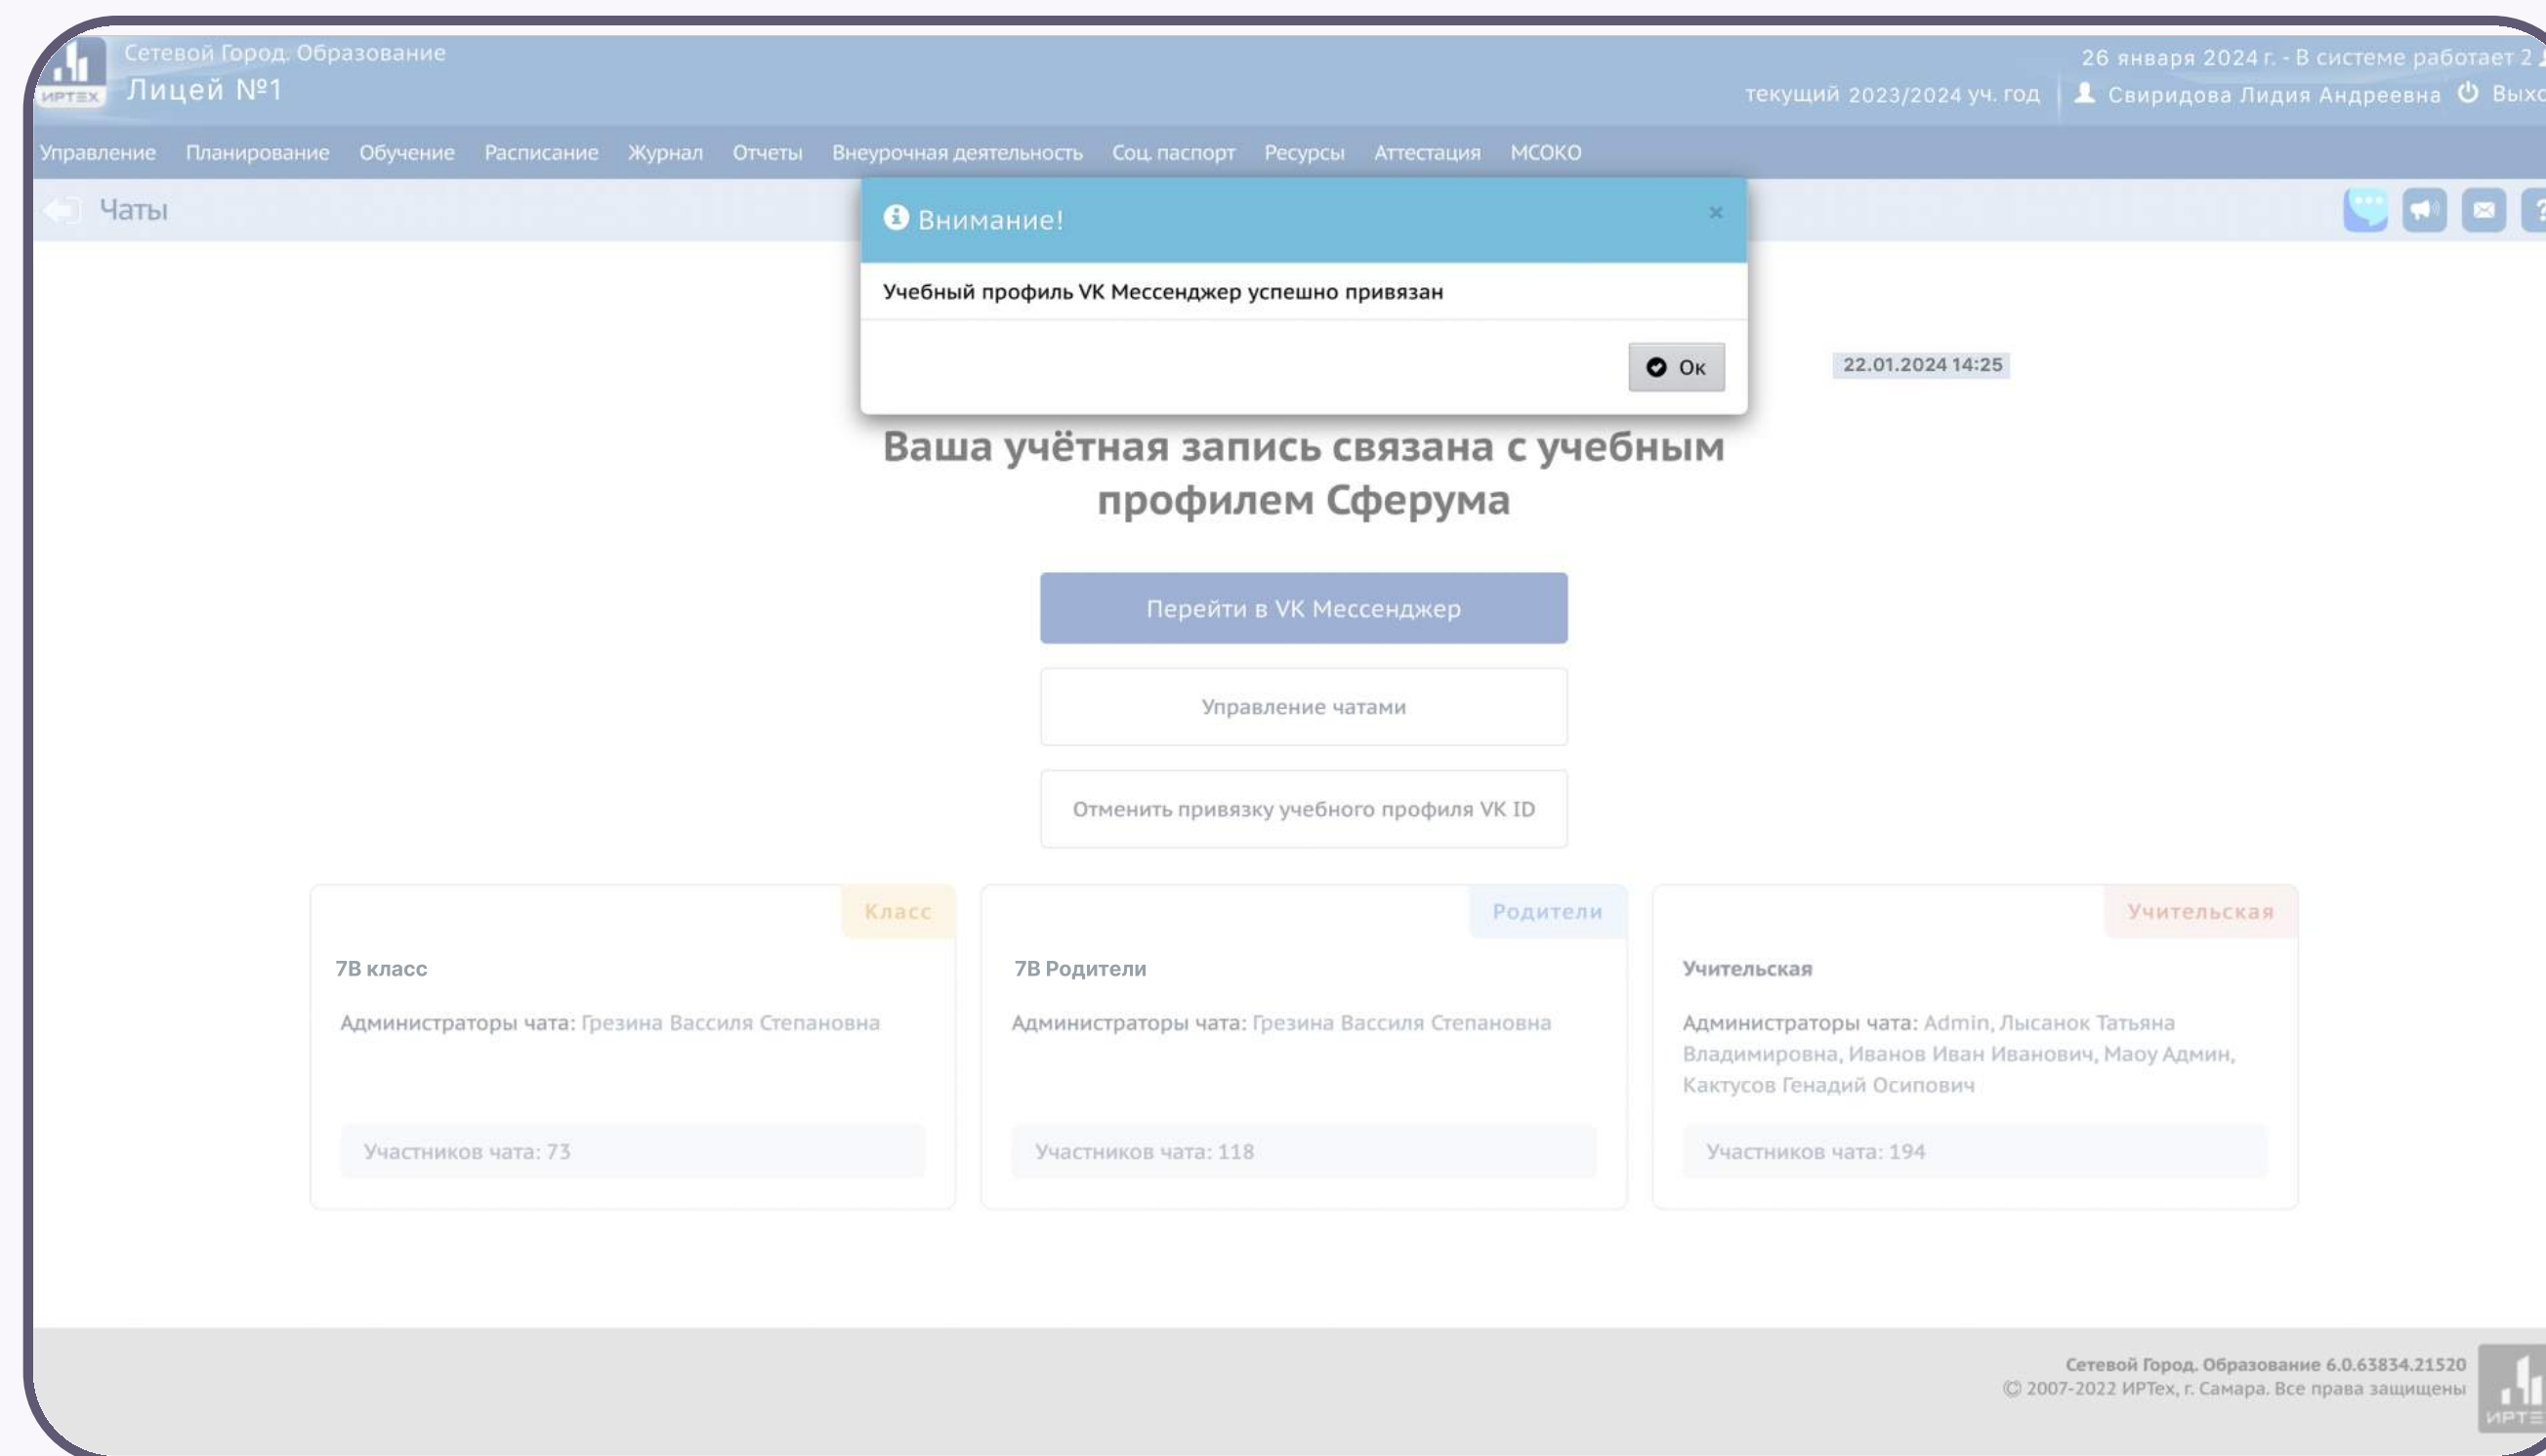 Сетевой Город. Образование
Лицей №1
ИРТЕХ
26 января 2024 г. - В системе работает 2
текущий 2023/2024 уч. год Свиридова Лидия Андреевна Выхо
Управление Планирование Обучение Расписание Журнал Отчеты Внеурочная деятельность Соц. паспорт Ресурсы Аттестация МСОКО
Чаты
Внимание!
×
?
Учебный профиль VK Мессенджер успешно привязан
Ок
22.01.2024 14:25
Ваша учётная запись связана с учебным
профилем Сферума
Перейти в VK Мессенджер
Управление чатами
Отменить привязку учебного профиля VK ID
Класс
7В класс
Администраторы чата: Грезина Вассиля Степановна
Участников чата: 73
Родители
7В Родители
Администраторы чата: Грезина Вассиля Степановна
Участников чата: 118
Учительская
Учительская
Администраторы чата: Admin, Лысанок Татьяна
Владимировна, Иванов Иван Иванович, Маоу Админ,
Кактусов Генадий Осипович
Участников чата: 194
Сетевой Город. Образование 6.0.63834.21520
© 2007-2022 ИРТех, г. Самара. Все права защищены
ИРТЕ